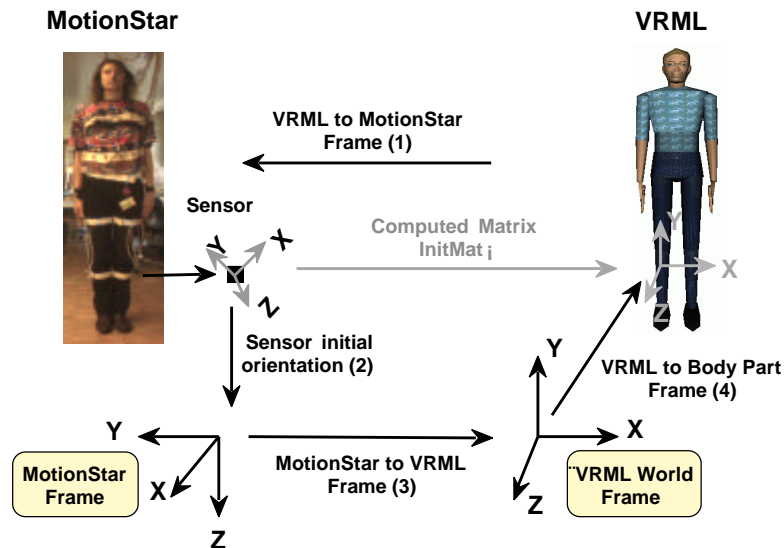 MotionStar
VRML
VRML to MotionStar
Frame (1)
Sensor
Y
X
Z
Computed Matrix
InitMat i
Y
X
Z
Sensor initial
orientation (2)
Y
VRML to Body Part
Frame (4)
Y
X
MotionStar
Frame
X
Z
MotionStar to VRML
Frame (3)
Z
¨VRML World
Frame